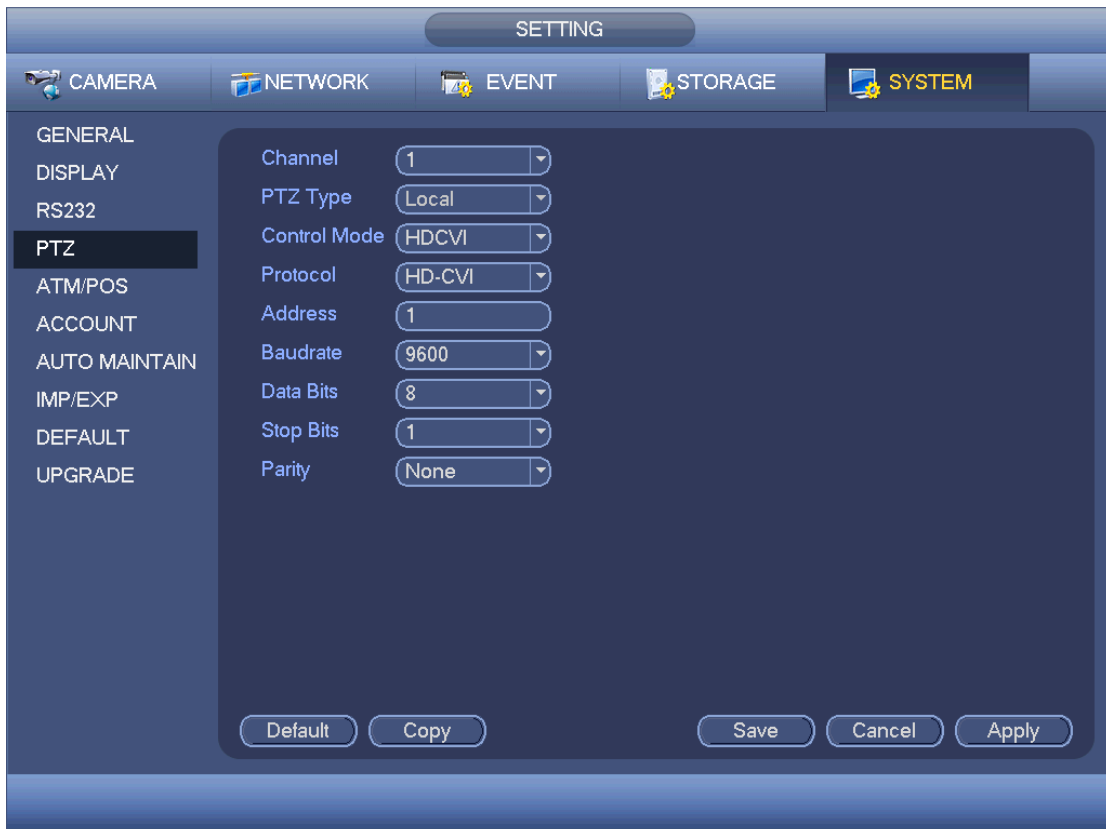 SETTING
CAMERA NETWORK EVENT STORAGE SYSTEM
GENERAL
DISPLAY
RS232
PTZ
ATM/POS
ACCOUNT
AUTO MAINTAIN
IMP/EXP
DEFAULT
UPGRADE
Channel 1
PTZ Type Local
Control Mode HDCVI
Protocol HD-CVI
Address 1
Baudrate 9600
Data Bits 8
Stop Bits 1
Parity None
Default Copy Save Cancel Apply